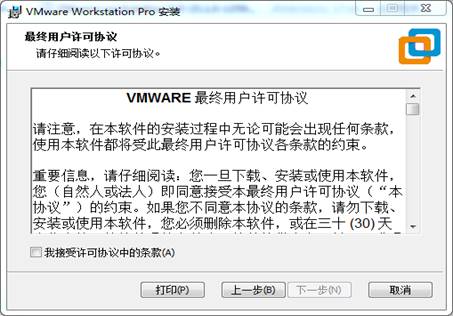 VMware Workstation Pro 安装
最终用户许可协议
请仔细阅读以下许可协议。
VMWARE 最终用户许可协议
请注意，在本软件的安装过程中无论可能会出现任何条款，
使用本软件都将受此最终用户许可协议各条款的约束。
重要信息，请仔细阅读：您一旦下载、安装或使用本软件，
您（自然人或法人）即同意接受本最终用户许可协议（“本
协议”）的约束。如果您不同意本协议的条款，请勿下载、
安装或使用本软件，您必须删除本软件，或在三十 (30) 天
我接受许可协议中的条款(A)
打印(P)
上一步(B)
下一步(N)
取消